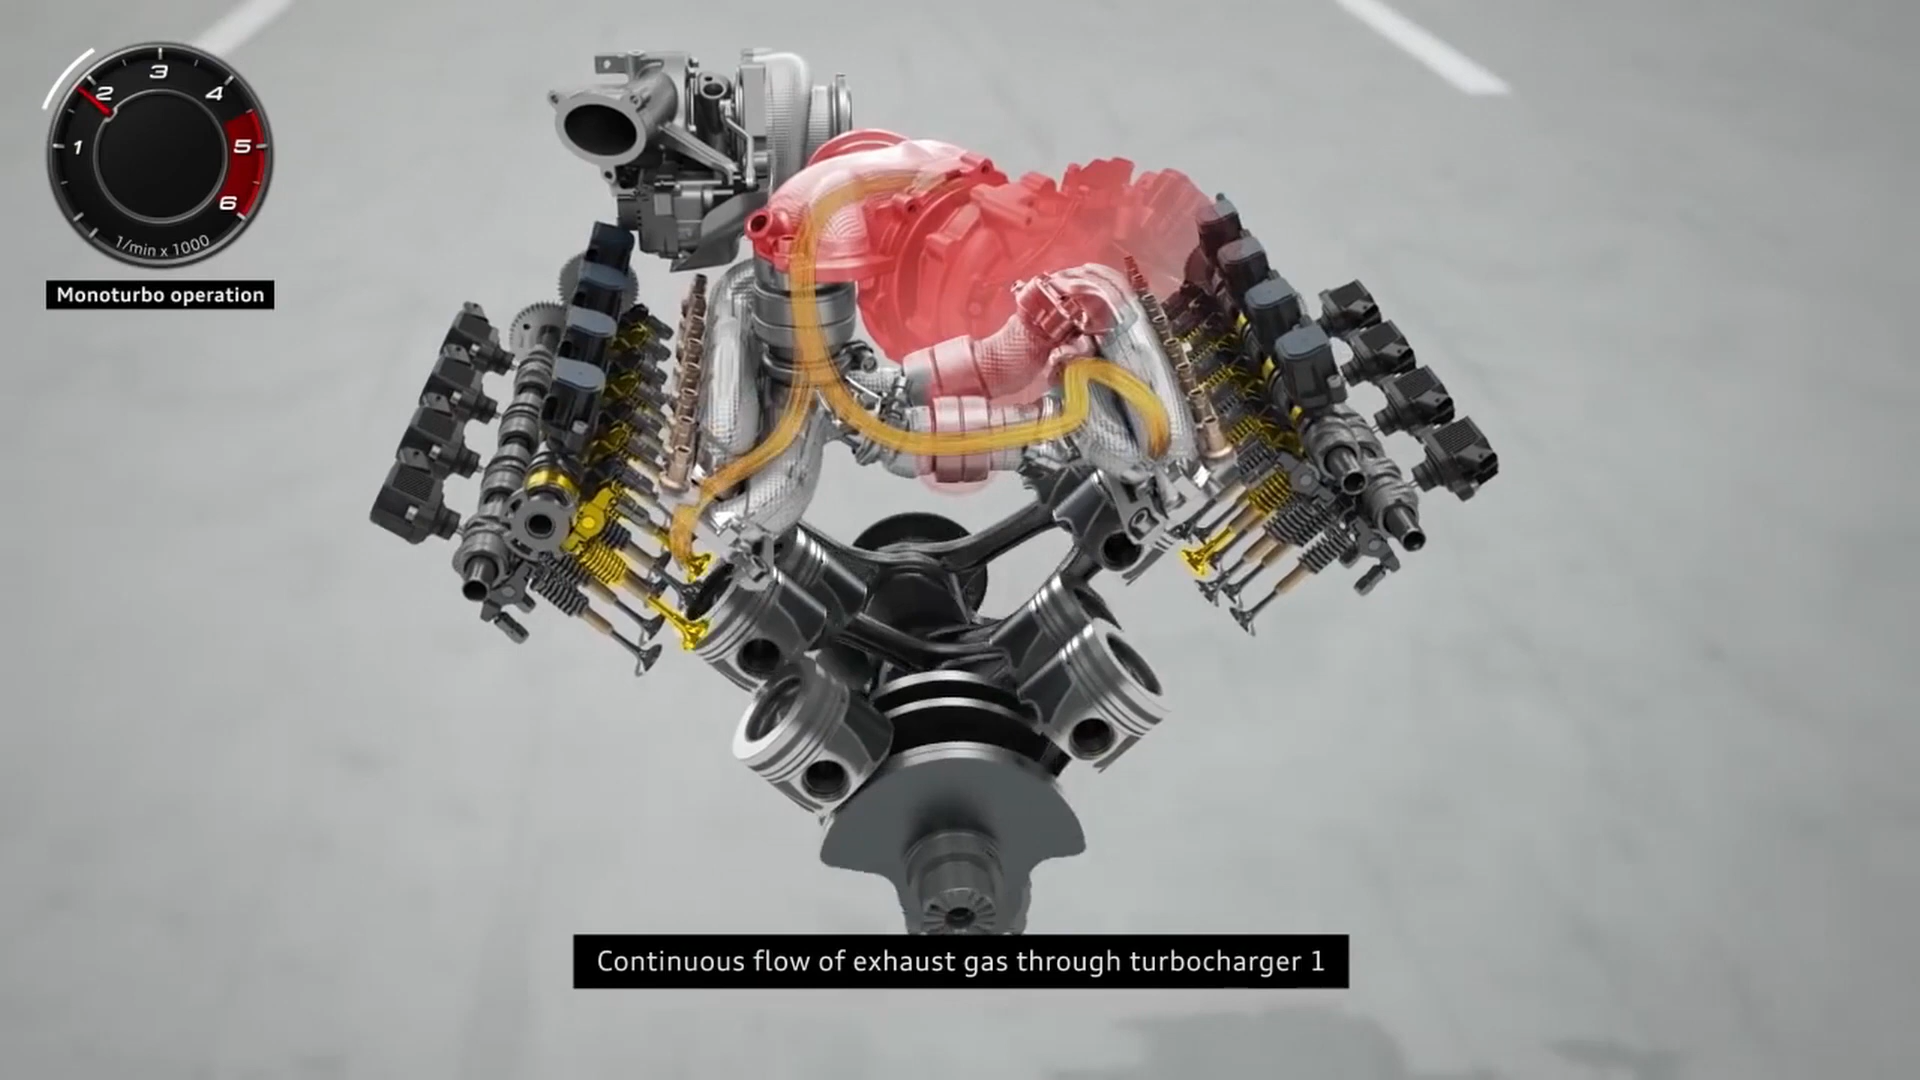 1
2
3
4
5
6
1/min x 1000
Monoturbo operation
Continuous flow of exhaust gas through turbocharger 1